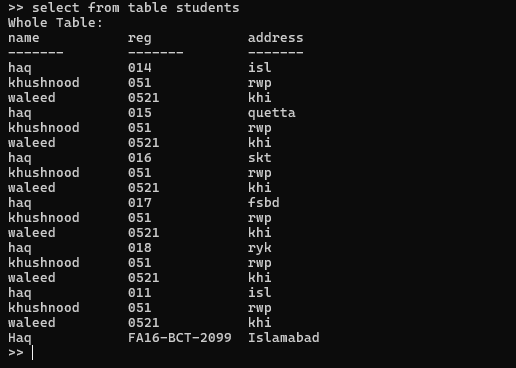 >> select from table students
Whole Table:
name reg address
------- ------- -------
haq 014 isl
khushnood 051 rwp
waleed 0521 khi
haq 015 quetta
khushnood 051 rwp
waleed 0521 khi
haq 016 skt
khushnood 051 rwp
waleed 0521 khi
haq 017 fsbd
khushnood 051 rwp
waleed 0521 khi
haq 018 ryk
khushnood 051 rwp
waleed 0521 khi
haq 011 isl
khushnood 051 rwp
waleed 0521 khi
Haq FA16-BCT-2099 Islamabad
>>